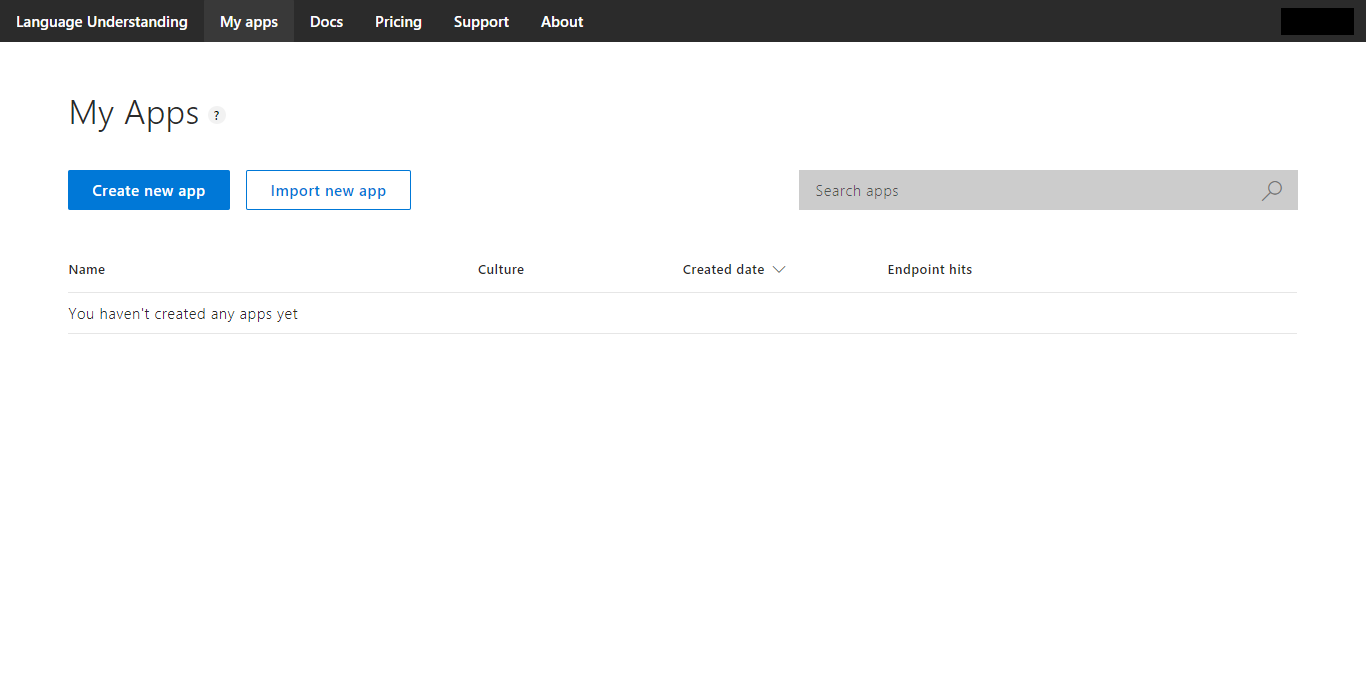 Language Understanding My apps Docs Pricing Support About
My Apps ?
Create new app Import new app Search apps
Name Culture Created date Endpoint hits
You haven't created any apps yet